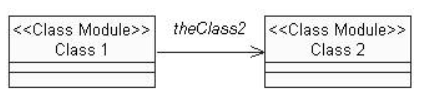 <<Class Module>>
Class 1
theClass2
<<Class Module>>
Class 2